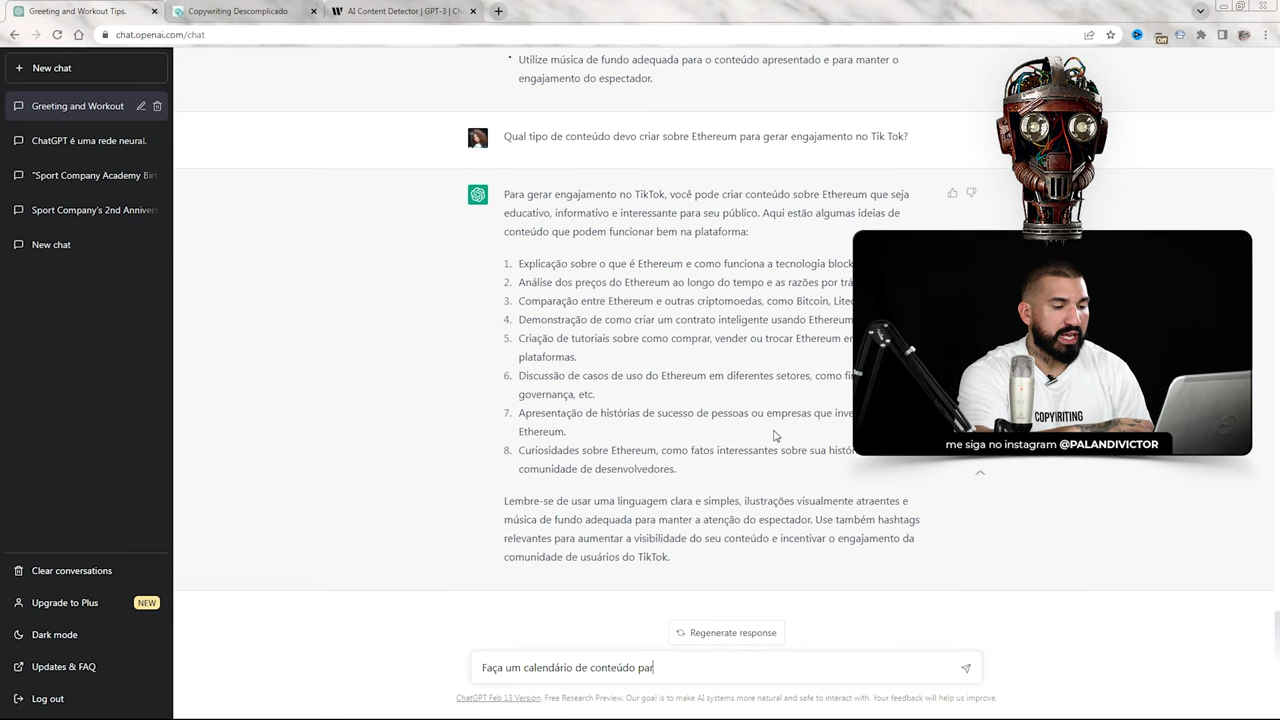 Greeting and Workout Tips.
Copywriting Descomplicado
AI Content Detector | GPT-3 | Cha
chat.openai.com/chat
Off
New chat
Greeting and Workout
ChatGPT é uma rede neural.
"Sport Company Academy Birt
Sport Company's 2nd Annivers
New chat
Clear conversations
Upgrade to Plus
NEW
Dark mode
Updates & FAQ
Log out
Utilize música de fundo adequada para o conteúdo apresentado e para manter o
engajamento do espectador.
Qual tipo de conteúdo devo criar sobre Ethereum para gerar engajamento no Tik Tok?
Para gerar engajamento no TikTok, você pode criar conteúdo sobre Ethereum que seja
educativo, informativo e interessante para seu público. Aqui estão algumas ideias de
conteúdo que podem funcionar bem na plataforma:
1. Explicação sobre o que é Ethereum e como funciona a tecnologia block
2. Análise dos preços do Ethereum ao longo do tempo e as razões por trá
3. Comparação entre Ethereum e outras criptomoedas, como Bitcoin, Litec
4. Demonstração de como criar um contrato inteligente usando Ethereum
5. Criação de tutoriais sobre como comprar, vender ou trocar Ethereum e
plataformas.
6. Discussão de casos de uso do Ethereum em diferentes setores, como fi
governança, etc.
7. Apresentação de histórias de sucesso de pessoas ou empresas que inve
Ethereum.
8. Curiosidades sobre Ethereum, como fatos interessantes sobre sua histó
comunidade de desenvolvedores.
Lembre-se de usar uma linguagem clara e simples, ilustrações visualmente atraentes e
música de fundo adequada para manter a atenção do espectador. Use também hashtags
relevantes para aumentar a visibilidade do seu conteúdo e incentivar o engajamento da
comunidade de usuários do TikTok.
COPY)RITING
me siga no instagram @PALANDIVICTOR
Regenerate response
Faça um calendário de conteúdo par
ChatGPT Feb 13 Version. Free Research Preview. Our goal is to make AI systems more natural and safe to interact with. Your feedback will help us improve.